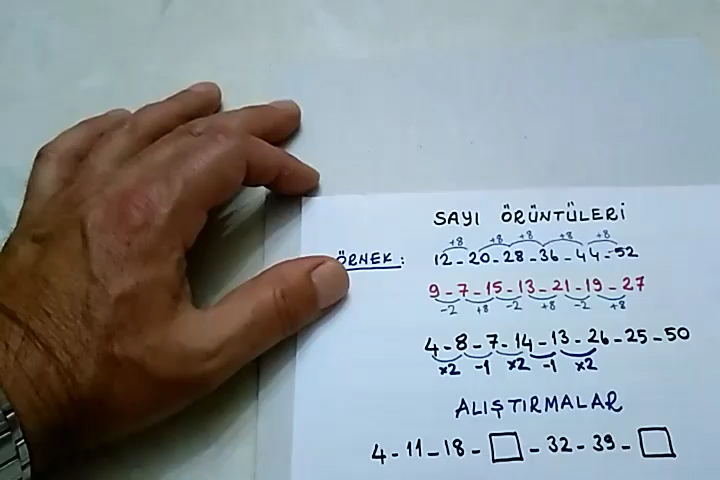 SAYI ÖRÜNTÜLERİ
+8 +8 +8 +8 +8
ÖRNEK: 12-20-28-36-44-52
9-7-15-13-21-19-27
-2 +8 -2 +8 -2 +8
4-8-7-14-13-26-25-50
x2 -1 x2 -1 x2
ALIŞTIRMALAR
4-11-18-□-32-39-□